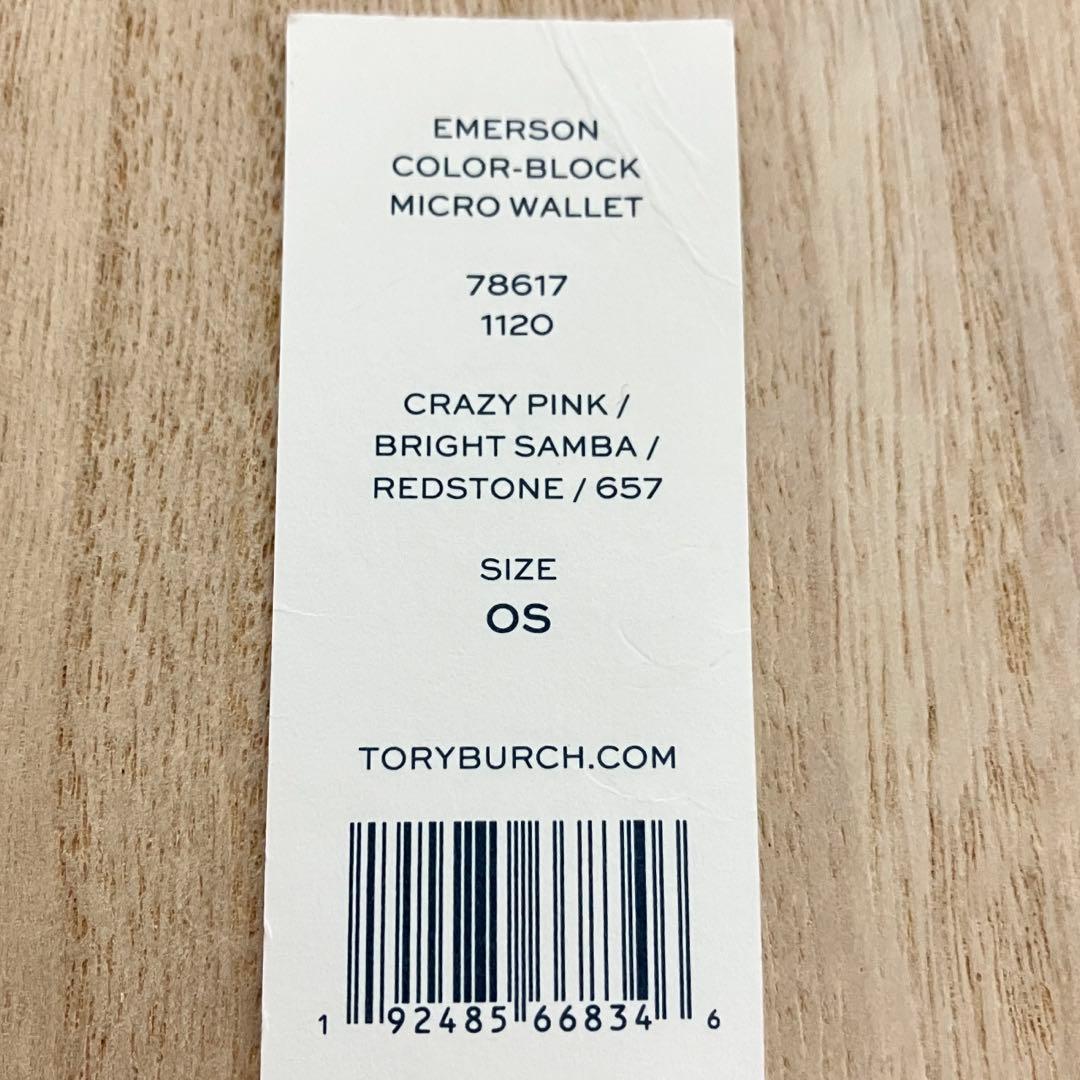 EMERSON
COLOR-BLOCK
MICRO WALLET
78617
1120
CRAZY PINK /
BRIGHT SAMBA /
REDSTONE / 657
SIZE
OS
TORYBURCH.COM
1 92485 66834 6